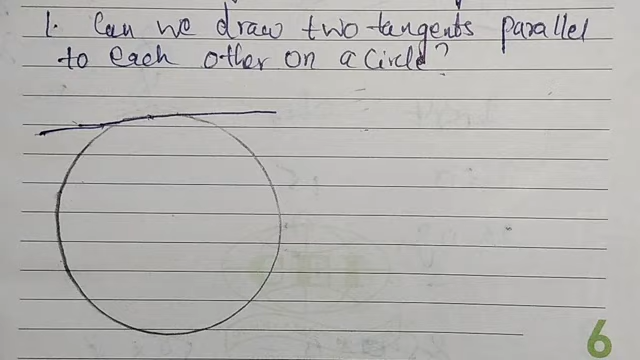 1. Can we draw two tangents parallel
to each other on a circle?
6